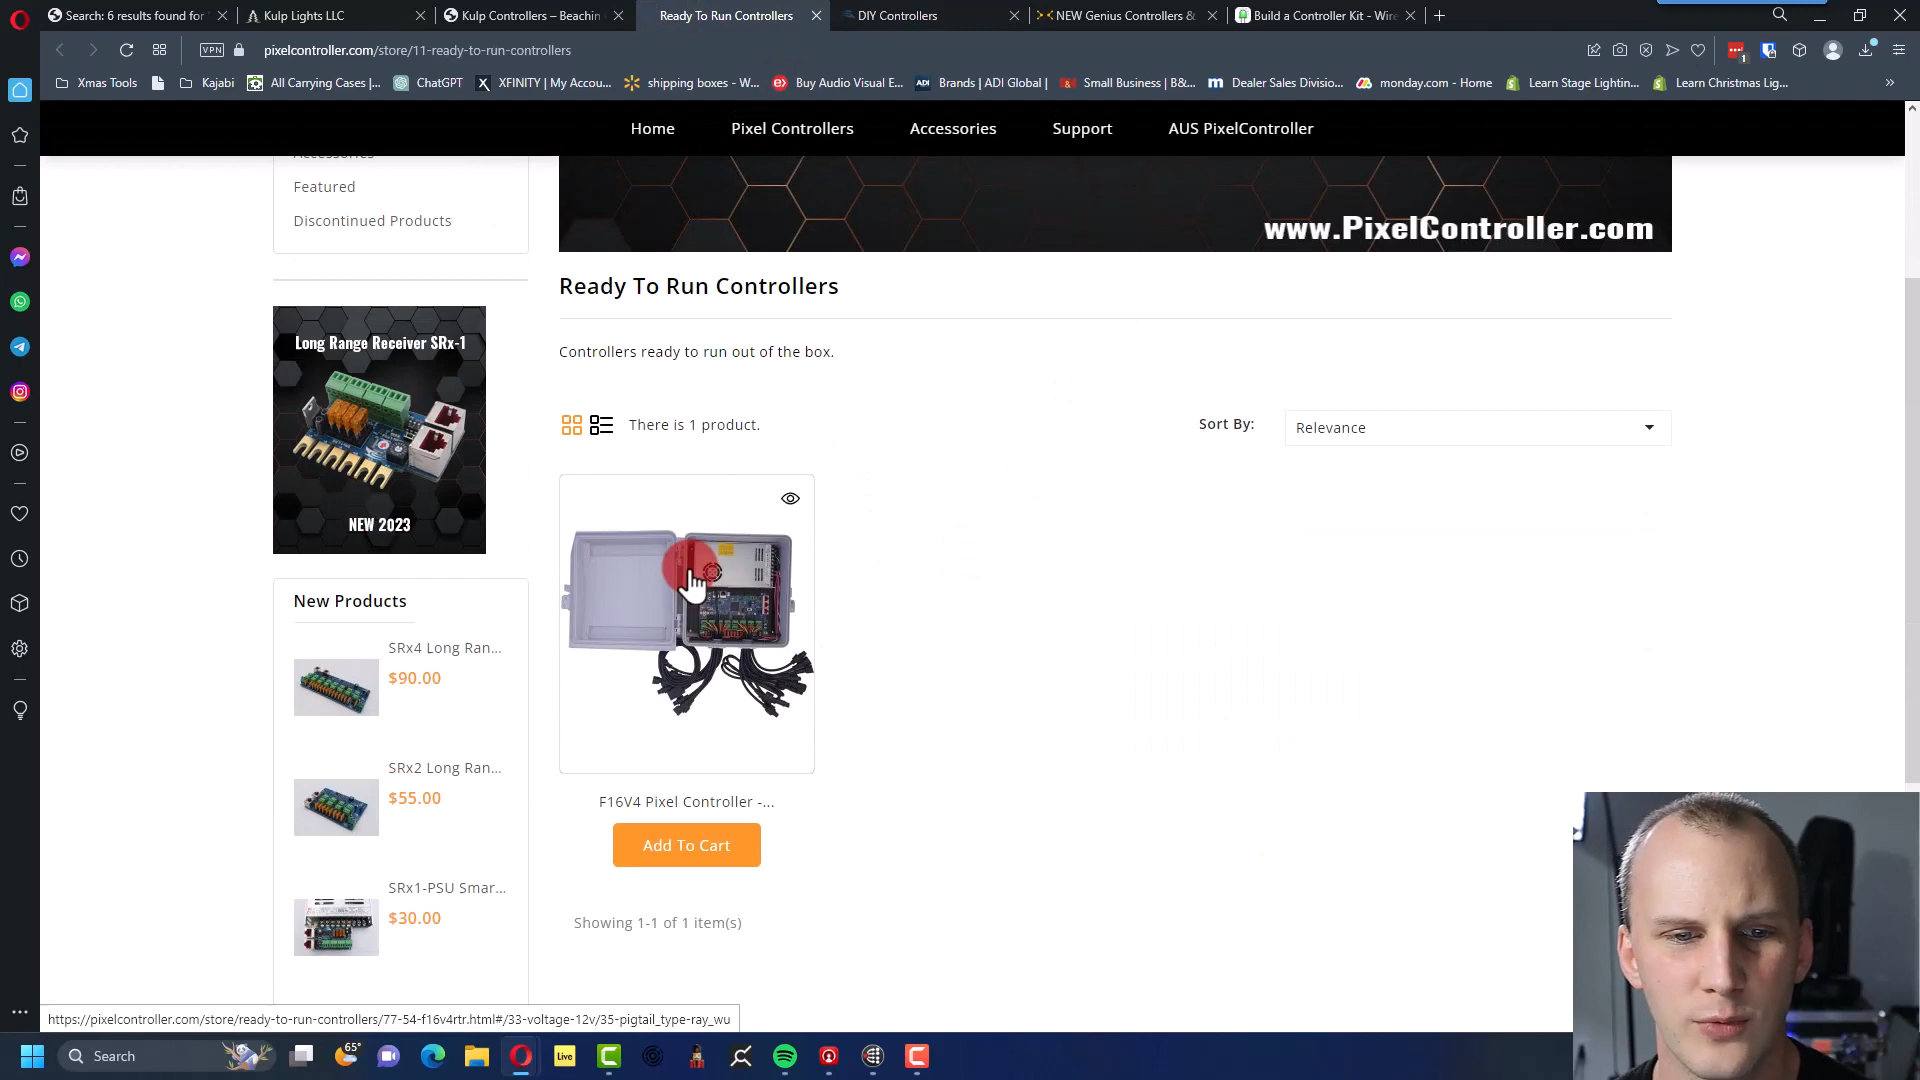 Search: 6 results found for
Kulp Lights LLC
Kulp Controllers – Beachin
Ready To Run Controllers
DIY Controllers
NEW Genius Controllers &
Build a Controller Kit - Wire
VPN
pixelcontroller.com/store/11-ready-to-run-controllers
1
Xmas Tools
Kajabi
All Carrying Cases |...
ChatGPT
XFINITY | My Accou...
shipping boxes - W...
Buy Audio Visual E...
ADI
Brands | ADI Global |
Small Business | B&...
Dealer Sales Divisio...
monday.com - Home
Learn Stage Lightin...
Learn Christmas Lig...
Home
Pixel Controllers
Accessories
Support
AUS PixelController
Accessories
Featured
Discontinued Products
www.PixelController.com
Ready To Run Controllers
Controllers ready to run out of the box.
There is 1 product.
Sort By:
Relevance
Long Range Receiver SRx-1
NEW 2023
New Products
SRx4 Long Ran...
$90.00
SRx2 Long Ran...
$55.00
SRx1-PSU Smar...
$30.00
F16V4 Pixel Controller -...
Add To Cart
Showing 1-1 of 1 item(s)
https://pixelcontroller.com/store/ready-to-run-controllers/77-54-f16v4rtr.html#/33-voltage-12v/35-pigtail_type-ray_wu
Search
65°
Live